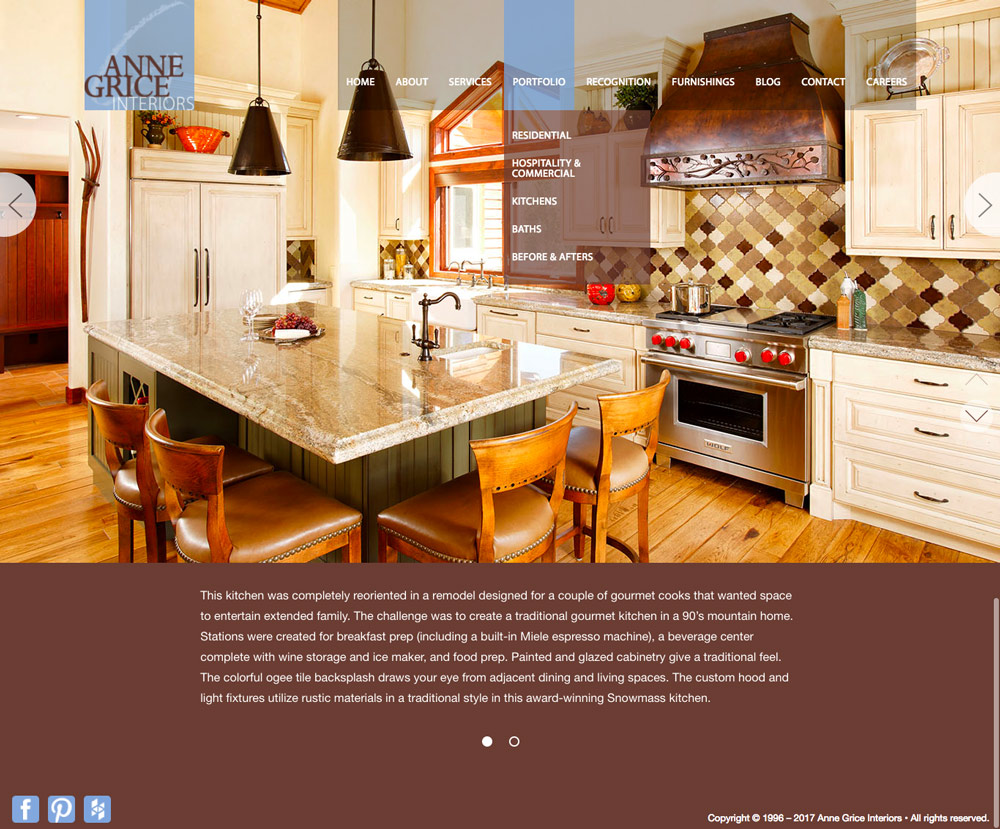 ANNE
GRICE
INTERIORS
HOME ABOUT SERVICES PORTFOLIO RECOGNITION FURNISHINGS BLOG CONTACT CAREERS
RESIDENTIAL
HOSPITALITY &
COMMERCIAL
KITCHENS
BATHS
BEFORE & AFTERS
WOLF
This kitchen was completely reoriented in a remodel designed for a couple of gourmet cooks that wanted space
to entertain extended family. The challenge was to create a traditional gourmet kitchen in a 90's mountain home.
Stations were created for breakfast prep (including a built-in Miele espresso machine), a beverage center
complete with wine storage and ice maker, and food prep. Painted and glazed cabinetry give a traditional feel.
The colorful ogee tile backsplash draws your eye from adjacent dining and living spaces. The custom hood and
light fixtures utilize rustic materials in a traditional style in this award-winning Snowmass kitchen.
Copyright © 1996 – 2017 Anne Grice Interiors • All rights reserved.